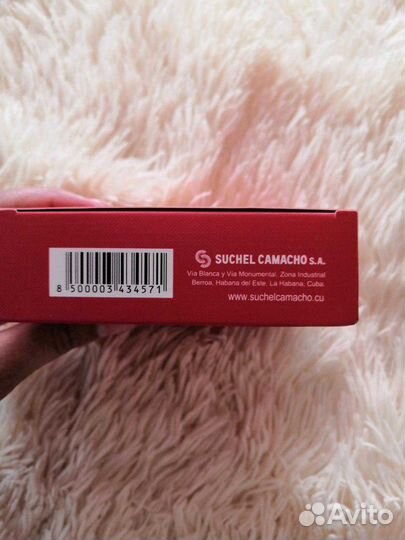 SUCHEL CAMACHO S.A.
Vía Blanca y Vía Monumental. Zona Industrial
Berroa, Habana del Este. La Habana, Cuba.
www.suchelcamacho.cu
8 500003 434571
Avito